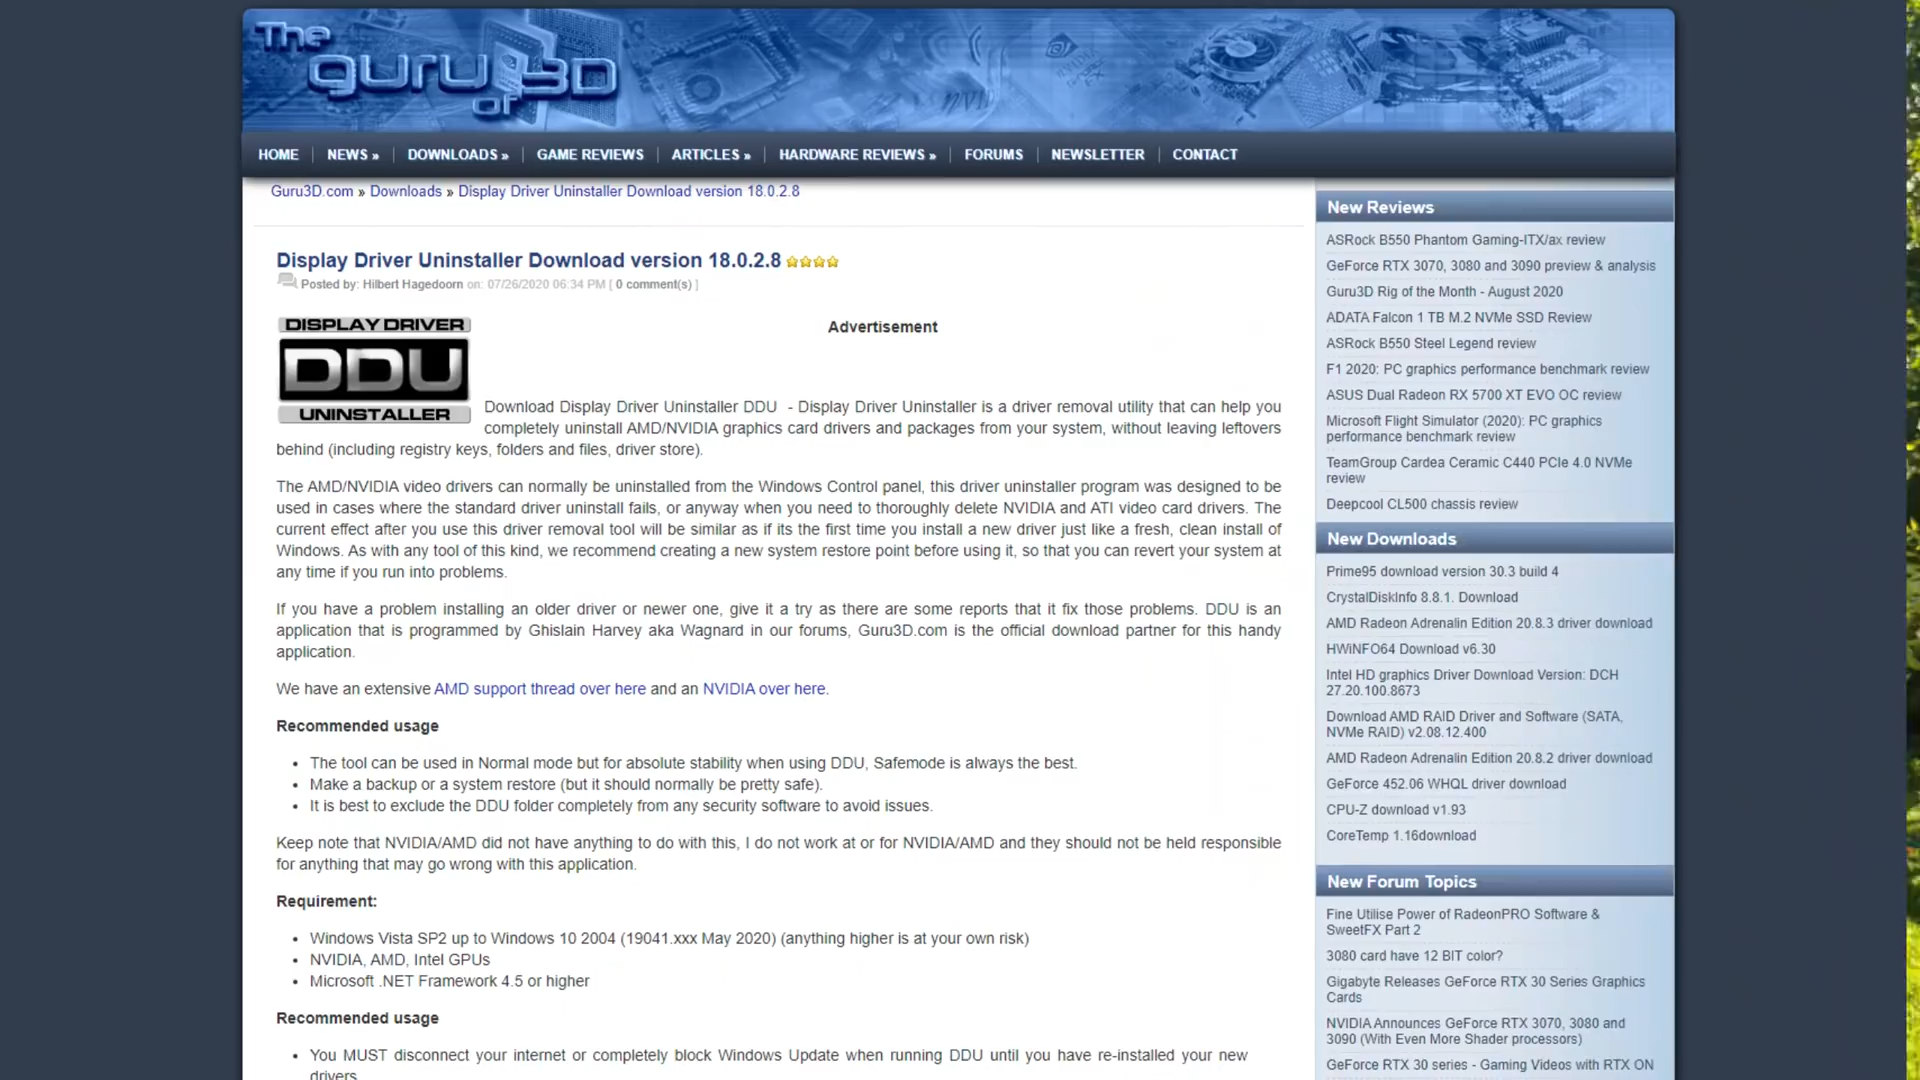 The
guru
of 3D
HOME
NEWS »
DOWNLOADS »
GAME REVIEWS
ARTICLES »
HARDWARE REVIEWS »
FORUMS
NEWSLETTER
CONTACT
Guru3D.com » Downloads » Display Driver Uninstaller Download version 18.0.2.8
Display Driver Uninstaller Download version 18.0.2.8
Posted by: Hilbert Hagedoorn on: 07/26/2020 06:34 PM [ 0 comment(s) ]
DISPLAY DRIVER
DDU
UNINSTALLER
Advertisement
Download Display Driver Uninstaller DDU - Display Driver Uninstaller is a driver removal utility that can help you
completely uninstall AMD/NVIDIA graphics card drivers and packages from your system, without leaving leftovers
behind (including registry keys, folders and files, driver store).
The AMD/NVIDIA video drivers can normally be uninstalled from the Windows Control panel, this driver uninstaller program was designed to be
used in cases where the standard driver uninstall fails, or anyway when you need to thoroughly delete NVIDIA and ATI video card drivers. The
current effect after you use this driver removal tool will be similar as if its the first time you install a new driver just like a fresh, clean install of
Windows. As with any tool of this kind, we recommend creating a new system restore point before using it, so that you can revert your system at
any time if you run into problems.
If you have a problem installing an older driver or newer one, give it a try as there are some reports that it fix those problems. DDU is an
application that is programmed by Ghislain Harvey aka Wagnard in our forums, Guru3D.com is the official download partner for this handy
application.
We have an extensive AMD support thread over here and an NVIDIA over here.
Recommended usage
• The tool can be used in Normal mode but for absolute stability when using DDU, Safemode is always the best.
• Make a backup or a system restore (but it should normally be pretty safe).
• It is best to exclude the DDU folder completely from any security software to avoid issues.
Keep note that NVIDIA/AMD did not have anything to do with this, I do not work at or for NVIDIA/AMD and they should not be held responsible
for anything that may go wrong with this application.
Requirement:
• Windows Vista SP2 up to Windows 10 2004 (19041.xxx May 2020) (anything higher is at your own risk)
• NVIDIA, AMD, Intel GPUs
• Microsoft .NET Framework 4.5 or higher
Recommended usage
• You MUST disconnect your internet or completely block Windows Update when running DDU until you have re-installed your new
drivers.
New Reviews
ASRock B550 Phantom Gaming-ITX/ax review
GeForce RTX 3070, 3080 and 3090 preview & analysis
Guru3D Rig of the Month - August 2020
ADATA Falcon 1 TB M.2 NVMe SSD Review
ASRock B550 Steel Legend review
F1 2020: PC graphics performance benchmark review
ASUS Dual Radeon RX 5700 XT EVO OC review
Microsoft Flight Simulator (2020): PC graphics
performance benchmark review
TeamGroup Cardea Ceramic C440 PCIe 4.0 NVMe
review
Deepcool CL500 chassis review
New Downloads
Prime95 download version 30.3 build 4
CrystalDiskInfo 8.8.1. Download
AMD Radeon Adrenalin Edition 20.8.3 driver download
HWiNFO64 Download v6.30
Intel HD graphics Driver Download Version: DCH
27.20.100.8673
Download AMD RAID Driver and Software (SATA,
NVMe RAID) v2.08.12.400
AMD Radeon Adrenalin Edition 20.8.2 driver download
GeForce 452.06 WHQL driver download
CPU-Z download v1.93
CoreTemp 1.16download
New Forum Topics
Fine Utilise Power of RadeonPRO Software &
SweetFX Part 2
3080 card have 12 BIT color?
Gigabyte Releases GeForce RTX 30 Series Graphics
Cards
NVIDIA Announces GeForce RTX 3070, 3080 and
3090 (With Even More Shader processors)
GeForce RTX 30 series - Gaming Videos with RTX ON